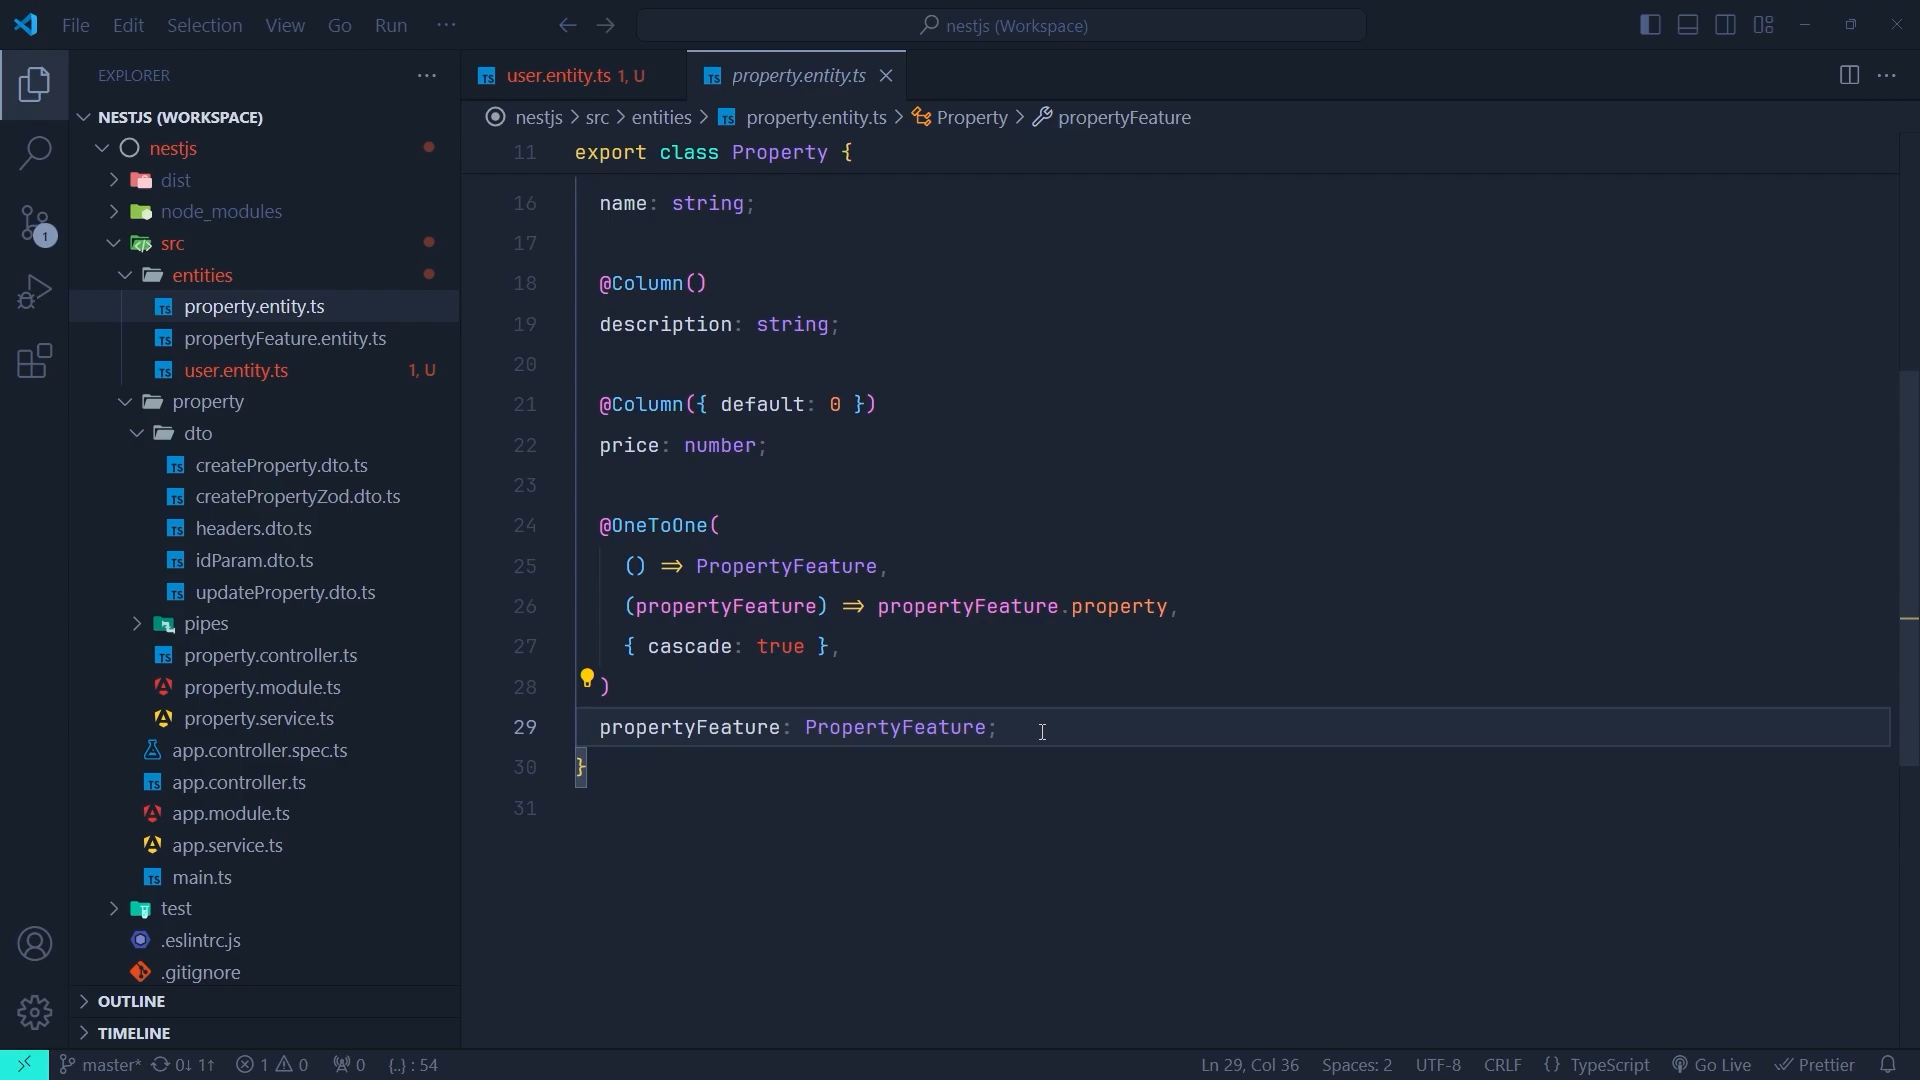 File Edit Selection View Go Run ···
nestjs (Workspace)
EXPLORER
NESTJS (WORKSPACE)
nestjs
dist
node_modules
src
entities
property.entity.ts
propertyFeature.entity.ts
user.entity.ts 1, U
property
dto
createProperty.dto.ts
createPropertyZod.dto.ts
headers.dto.ts
idParam.dto.ts
updateProperty.dto.ts
pipes
property.controller.ts
property.module.ts
property.service.ts
app.controller.spec.ts
app.controller.ts
app.module.ts
app.service.ts
main.ts
test
.eslintrc.js
.gitignore
OUTLINE
TIMELINE
1
TS user.entity.ts 1, U TS property.entity.ts
nestjs > src > entities > TS property.entity.ts > Property > propertyFeature
11 export class Property {
16 name: string;
17
18 @Column()
19 description: string;
20
21 @Column({ default: 0 })
22 price: number;
23
24 @OneToOne(
25 () => PropertyFeature,
26 (propertyFeature) => propertyFeature.property,
27 { cascade: true },
28 )
29 propertyFeature: PropertyFeature;
30 }
31
master* 0↓ 1↑ 1 0 0 {..} : 54 Ln 29, Col 36 Spaces: 2 UTF-8 CRLF {} TypeScript Go Live Prettier